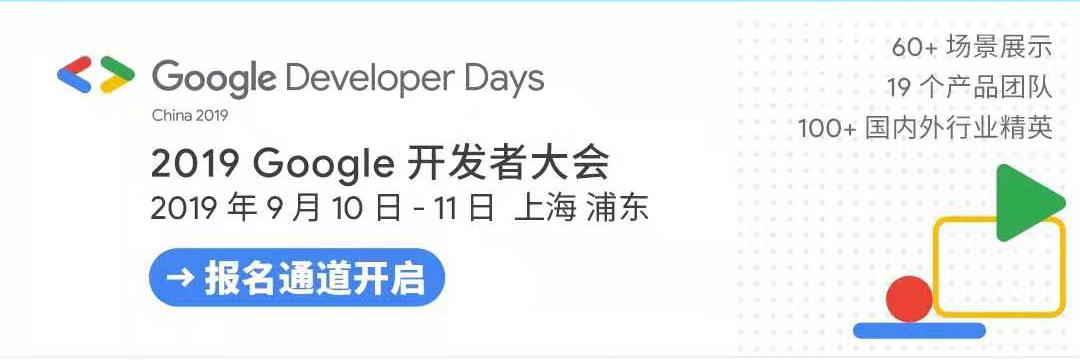 Google Developer Days
China 2019
2019 Google 开发者大会
2019 年 9 月 10 日 - 11 日 上海 浦东
→ 报名通道开启
60+ 场景展示
19 个产品团队
100+ 国内外行业精英